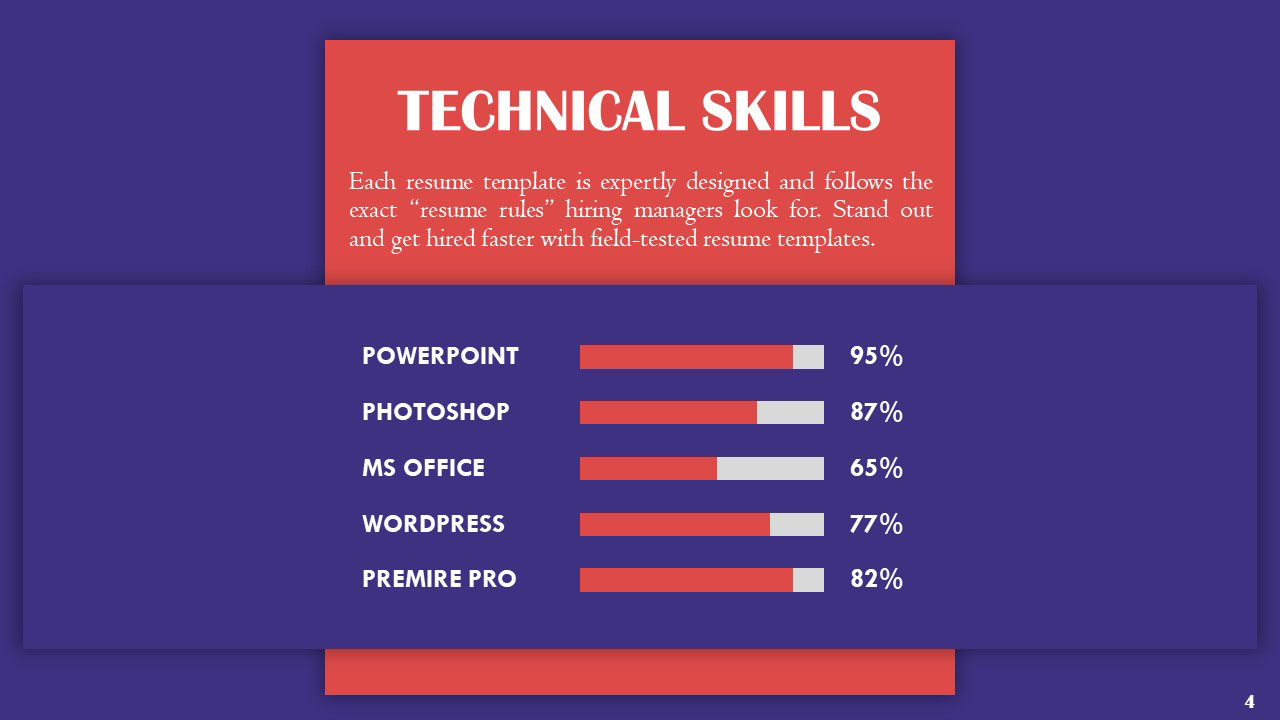 TECHNICAL SKILLS
Each resume template is expertly designed and follows the
exact “resume rules” hiring managers look for. Stand out
and get hired faster with field-tested resume templates.
POWERPOINT 95%
PHOTOSHOP 87%
MS OFFICE 65%
WORDPRESS 77%
PREMIRE PRO 82%
4